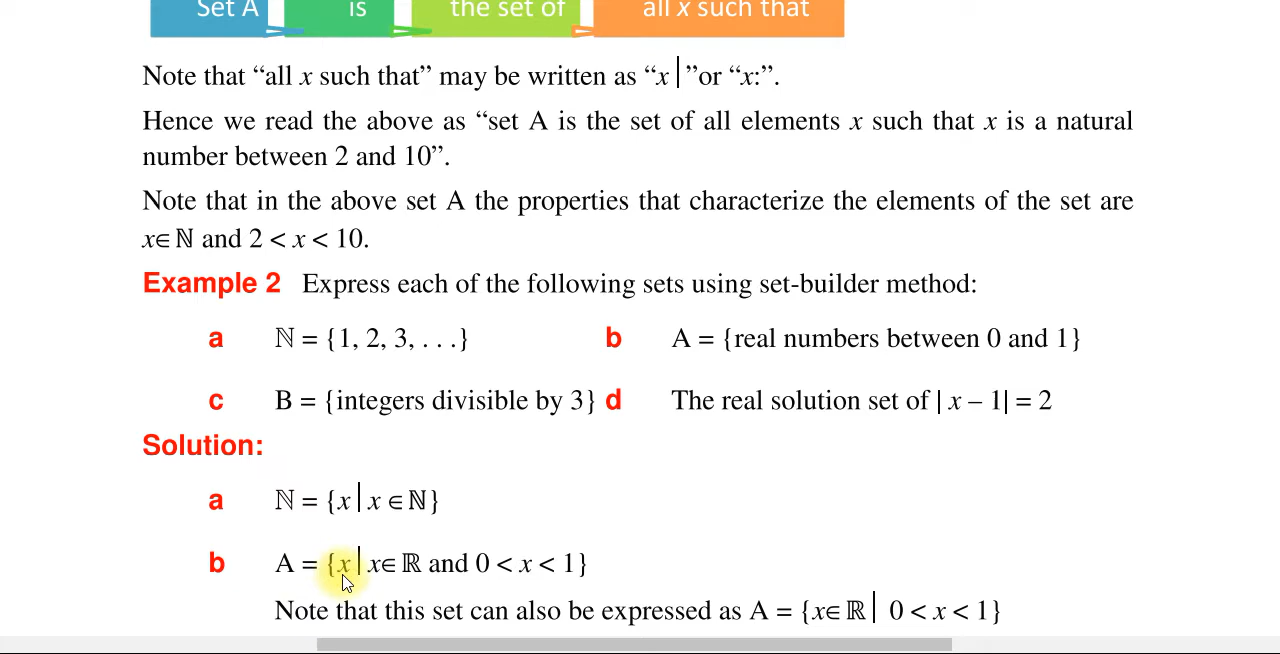 Set A is the set of all x such that
Note that “all x such that” may be written as “x | ”or “x:”.
Hence we read the above as “set A is the set of all elements x such that x is a natural
number between 2 and 10”.
Note that in the above set A the properties that characterize the elements of the set are
x∈ ℕ and 2 < x < 10.
Example 2 Express each of the following sets using set-builder method:
a ℕ = {1, 2, 3, . . .} b A = {real numbers between 0 and 1}
c B = {integers divisible by 3} d The real solution set of | x – 1| = 2
Solution:
a ℕ = {x | x ∈ ℕ}
b A = {x | x∈ ℝ and 0 < x < 1}
Note that this set can also be expressed as A = {x∈ ℝ | 0 < x < 1}